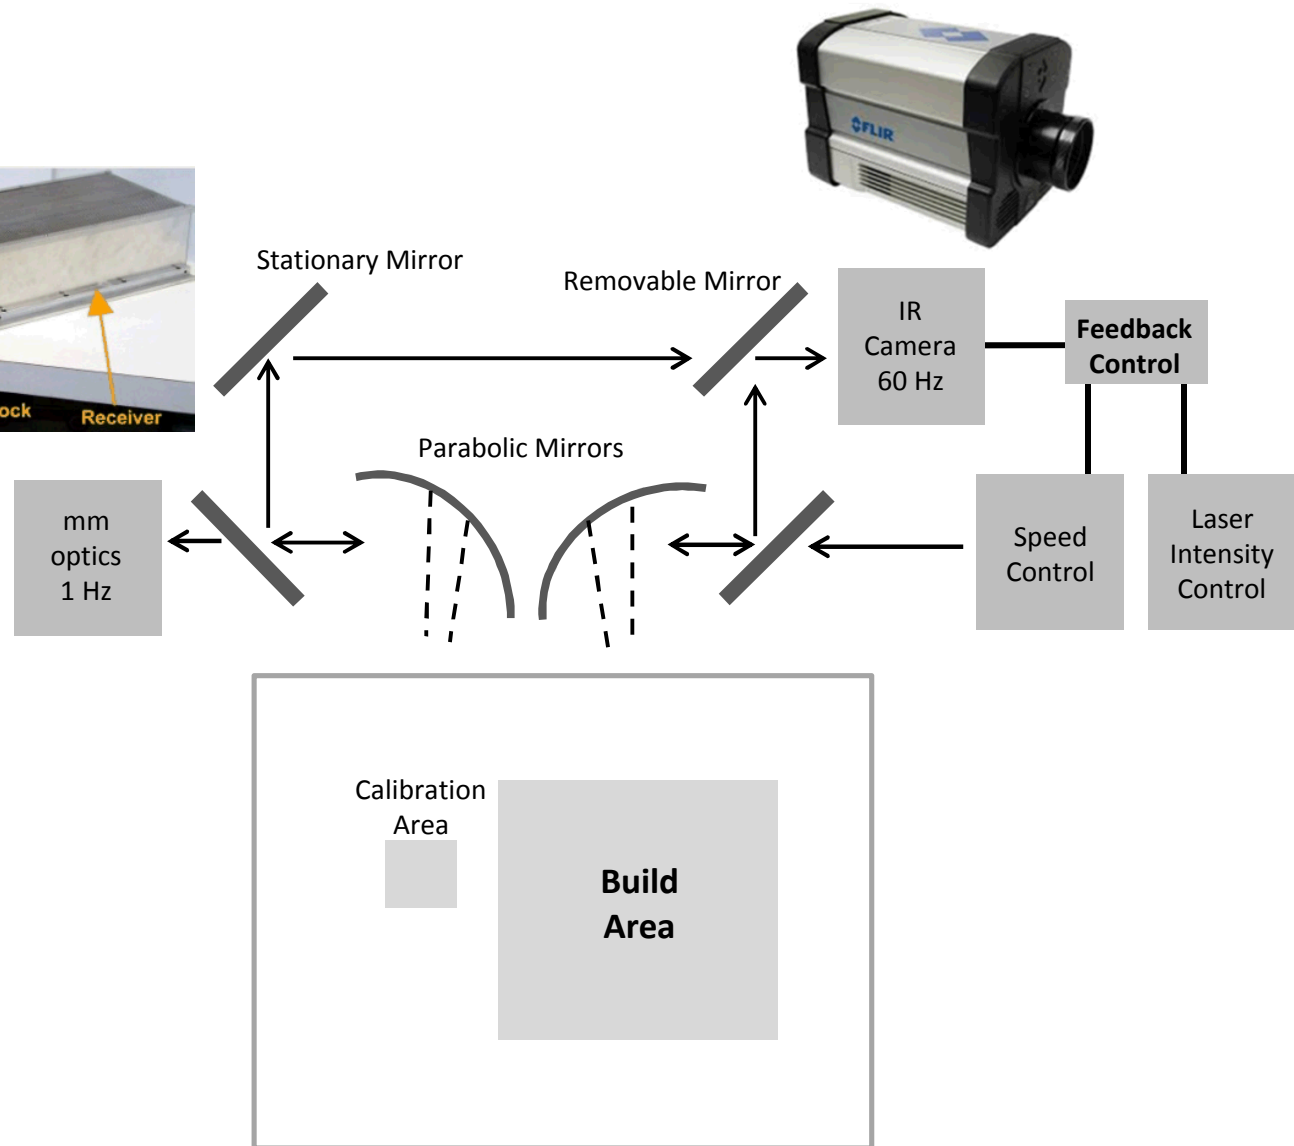 FLIR
Stationary Mirror
Removable Mirror
IR
Camera
60 Hz
Feedback
Control
Receiver
Parabolic Mirrors
mm
optics
1 Hz
Speed
Control
Laser
Intensity
Control
Calibration
Area
Build
Area